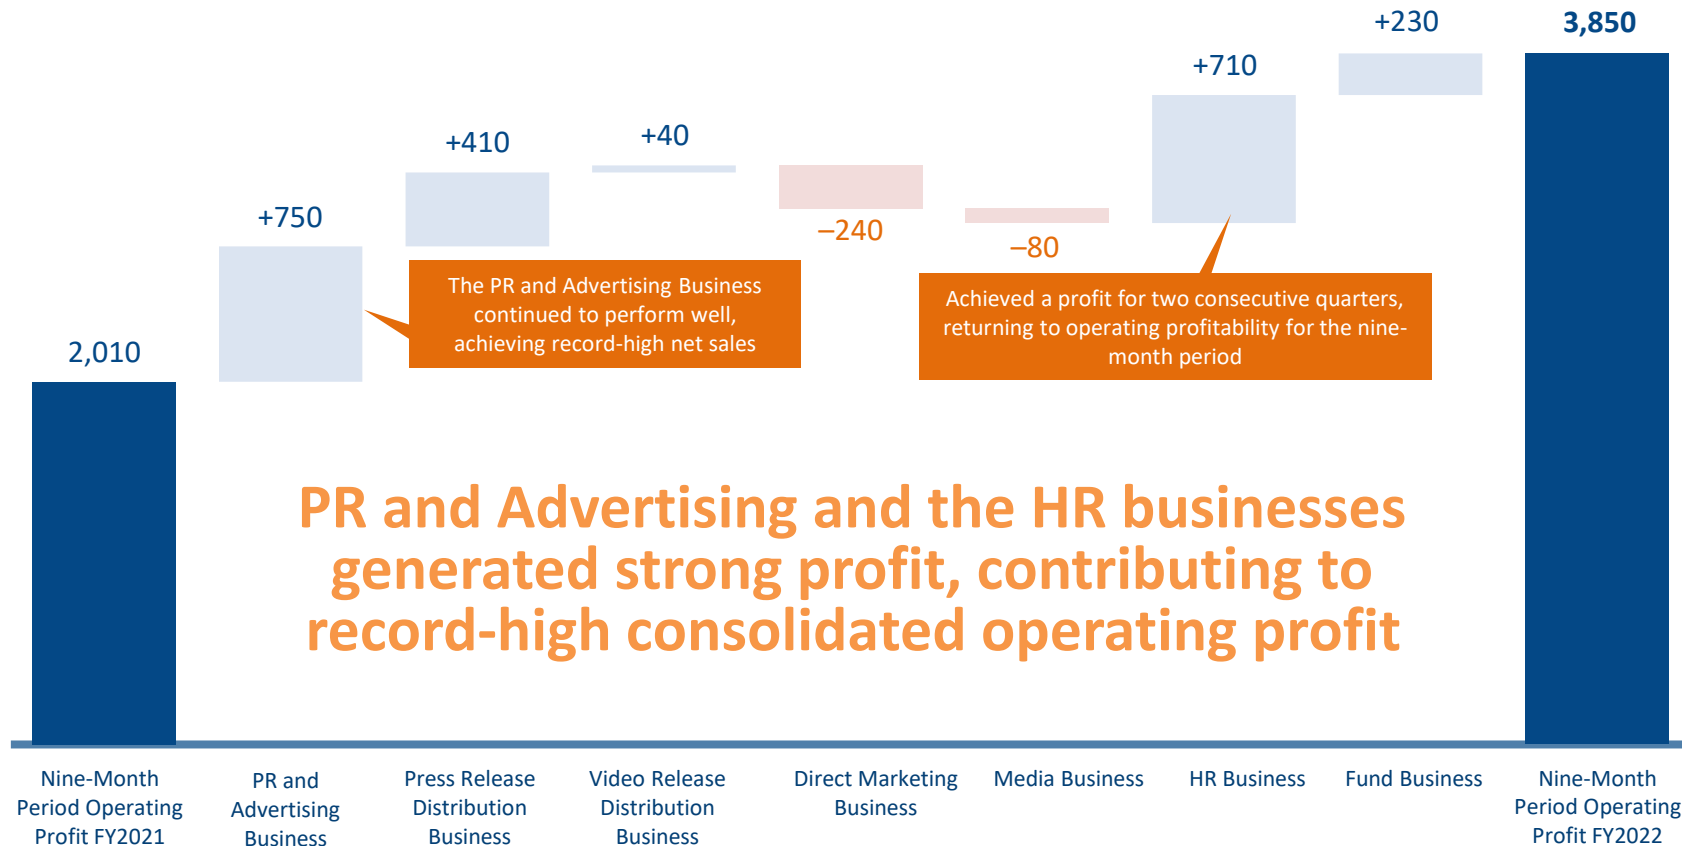 3,850
+230
+710
+410
+40
+750
–240
–80
The PR and Advertising Business
continued to perform well,
achieving record-high net sales
Achieved a profit for two consecutive quarters,
returning to operating profitability for the nine-
month period
2,010
PR and Advertising and the HR businesses
generated strong profit, contributing to
record-high consolidated operating profit
Nine-Month
Period Operating
Profit FY2021
PR and
Advertising
Business
Press Release
Distribution
Business
Video Release
Distribution
Business
Direct Marketing
Business
Media Business
HR Business
Fund Business
Nine-Month
Period Operating
Profit FY2022